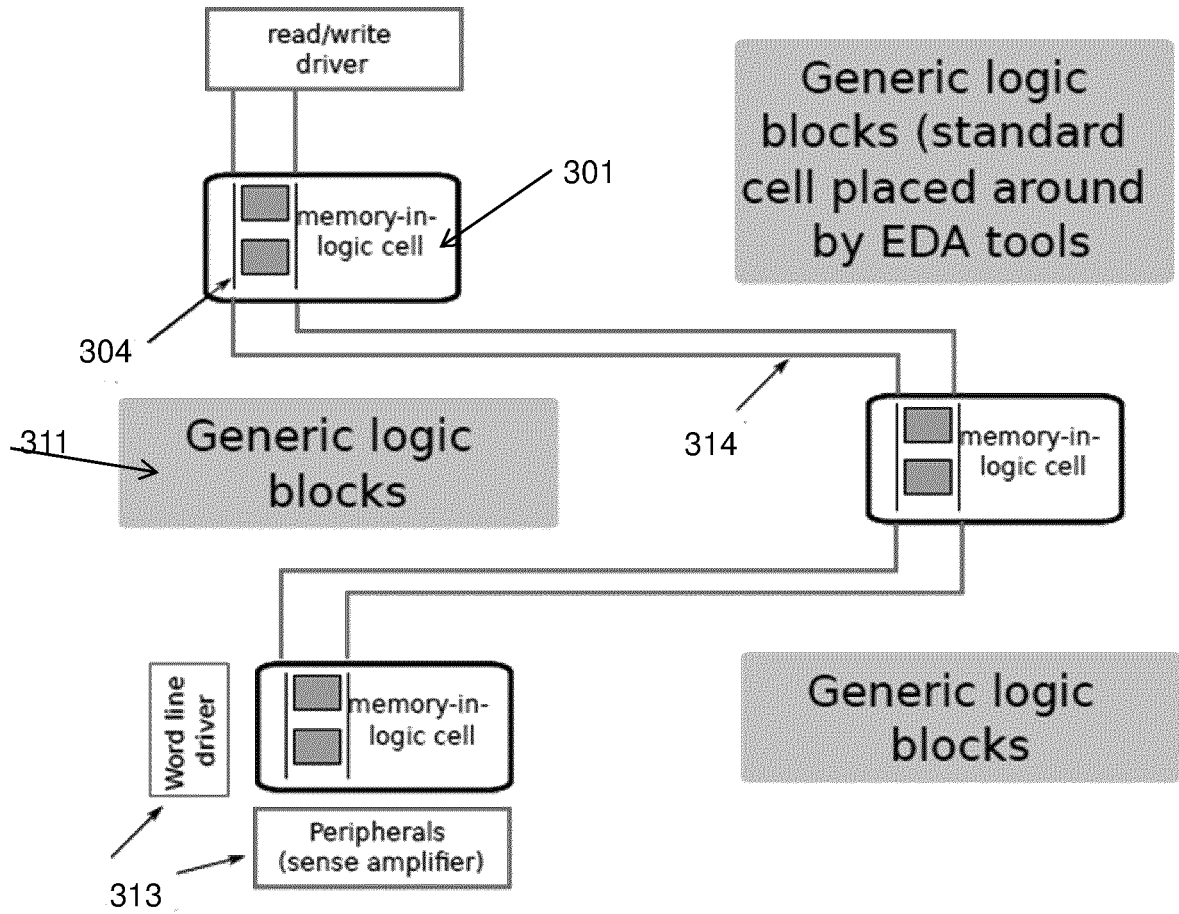 read/write
driver
Generic logic
blocks (standard
cell placed around
by EDA tools
301
memory-in-
logic cell
304
314
311
Generic logic
blocks
memory-in-
logic cell
Word line
driver
memory-in-
logic cell
Generic logic
blocks
Peripherals
(sense amplifier)
313